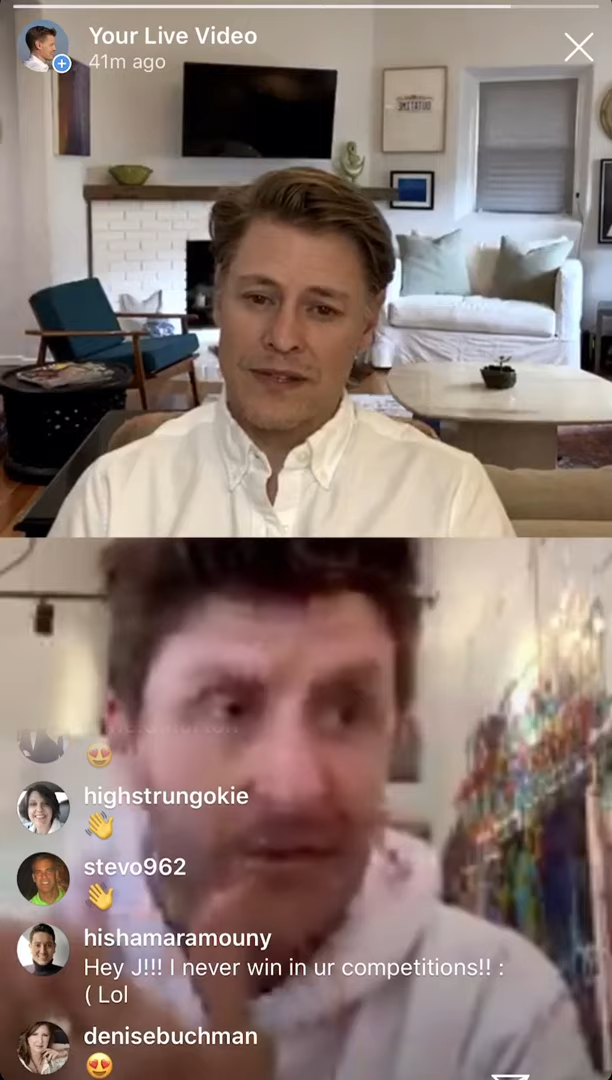 Your Live Video
41m ago
highstrungokie
👋
stevo962
👋
hishamaramouny
Hey J!!! I never win in ur competitions!! :
( Lol
denisebuchman
😍